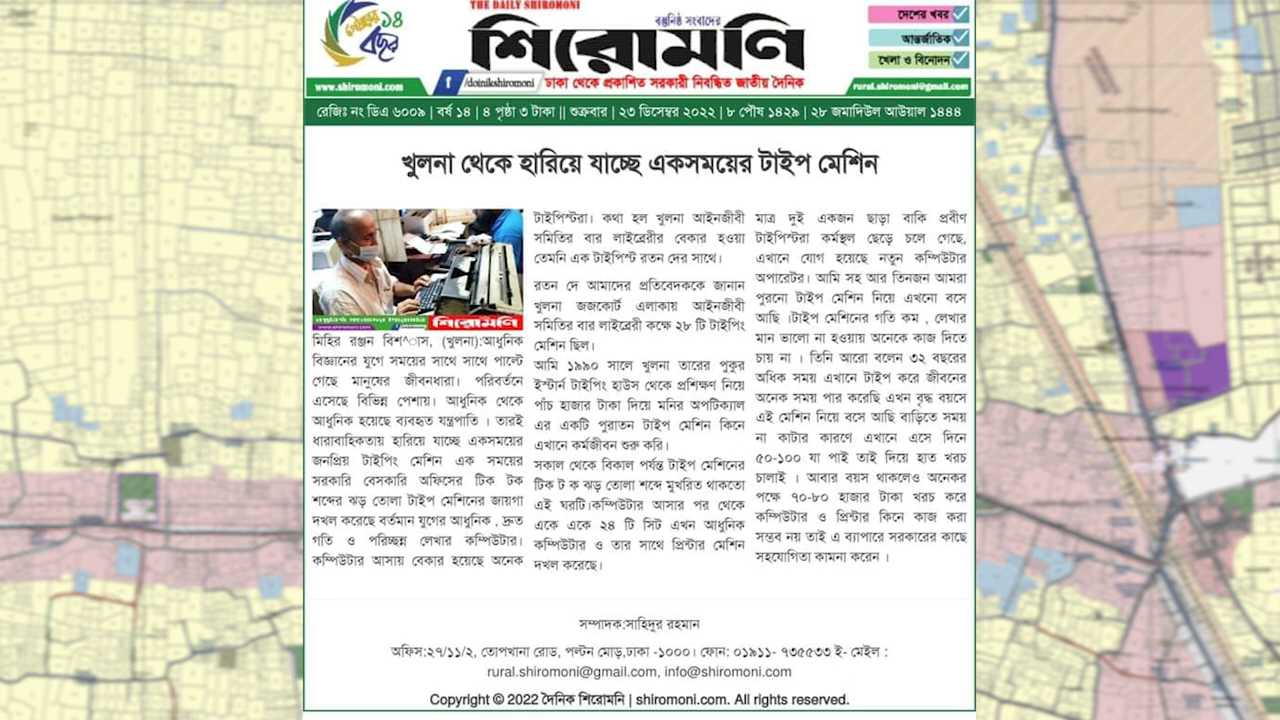 THE DAILY SHIROMONI
গৌরবের ১৪ বছর
বস্তুনিষ্ঠ সংবাদের
শিরোমণি
দেশের খবর
আন্তর্জাতিক
খেলা ও বিনোদন
www.shiromoni.com
f /doinikshiromoni
ঢাকা থেকে প্রকাশিত সরকারী নিবন্ধিত জাতীয় দৈনিক
rural.shiromoni@gmail.com
রেজিঃ নং ডিএ ৬০০৯ | বর্ষ ১৪ | ৪ পৃষ্ঠা ৩ টাকা || শুক্রবার | ২৩ ডিসেম্বর ২০২২ | ৮ পৌষ ১৪২৯ | ২৮ জমাদিউল আউয়াল ১৪৪৪
খুলনা থেকে হারিয়ে যাচ্ছে একসময়ের টাইপ মেশিন
শিরোমণি
মিহির রঞ্জন বিশ^াস, (খুলনা):আধুনিক
বিজ্ঞানের যুগে সময়ের সাথে সাথে পাল্টে
গেছে মানুষের জীবনধারা। পরিবর্তনে
এসেছে বিভিন্ন পেশায়। আধুনিক থেকে
আধুনিক হয়েছে ব্যবহৃত যন্ত্রপাতি । তারই
ধারাবাহিকতায় হারিয়ে যাচ্ছে একসময়ের
জনপ্রিয় টাইপিং মেশিন এক সময়ের
সরকারি বেসকারি অফিসের টিক টক
শব্দের ঝড় তোলা টাইপ মেশিনের জায়গা
দখল করেছে বর্তমান যুগের আধুনিক , দ্রুত
গতি ও পরিচ্ছন্ন লেখার কম্পিউটার।
কম্পিউটার আসায় বেকার হয়েছে অনেক
টাইপিস্টরা। কথা হল খুলনা আইনজীবী
সমিতির বার লাইব্রেরীর বেকার হওয়া
তেমনি এক টাইপিস্ট রতন দের সাথে।
রতন দে আমাদের প্রতিবেদককে জানান
খুলনা জজকোর্ট এলাকায় আইনজীবী
সমিতির বার লাইব্রেরী কক্ষে ২৮ টি টাইপিং
মেশিন ছিল।
আমি ১৯৯০ সালে খুলনা তারের পুকুর
ইস্টার্ন টাইপিং হাউস থেকে প্রশিক্ষণ নিয়ে
পাঁচ হাজার টাকা দিয়ে মনির অপটিক্যাল
এর একটি পুরাতন টাইপ মেশিন কিনে
এখানে কর্মজীবন শুরু করি।
সকাল থেকে বিকাল পর্যন্ত টাইপ মেশিনের
টিক ট ক ঝড় তোলা শব্দে মুখরিত থাকতো
এই ঘরটি।কম্পিউটার আসার পর থেকে
একে একে ২৪ টি সিট এখন আধুনিক
কম্পিউটার ও তার সাথে প্রিন্টার মেশিন
দখল করেছে।
মাত্র দুই একজন ছাড়া বাকি প্রবীণ
টাইপিস্টরা কর্মস্থল ছেড়ে চলে গেছে,
এখানে যোগ হয়েছে নতুন কম্পিউটার
অপারেটর। আমি সহ আর তিনজন আমরা
পুরনো টাইপ মেশিন নিয়ে এখনো বসে
আছি ।টাইপ মেশিনের গতি কম , লেখার
মান ভালো না হওয়ায় অনেকে কাজ দিতে
চায় না । তিনি আরো বলেন ৩২ বছরের
অধিক সময় এখানে টাইপ করে জীবনের
অনেক সময় পার করেছি এখন বৃদ্ধ বয়সে
এই মেশিন নিয়ে বসে আছি বাড়িতে সময়
না কাটার কারণে এখানে এসে দিনে
৫০-১০০ যা পাই তাই দিয়ে হাত খরচ
চালাই । আবার বয়স থাকলেও অনেকর
পক্ষে ৭০-৮০ হাজার টাকা খরচ করে
কম্পিউটার ও প্রিন্টার কিনে কাজ করা
সম্ভব নয় তাই এ ব্যাপারে সরকারের কাছে
সহযোগিতা কামনা করেন ।
সম্পাদক:সাহিদুর রহমান
অফিস:২৭/১১/২, তোপখানা রোড, পল্টন মোড়,ঢাকা -১০০০। ফোন: ০১৯১১- ৭৩৫৫৩৩ ই- মেইল :
rural.shiromoni@gmail.com, info@shiromoni.com
Copyright © 2022 দৈনিক শিরোমনি | shiromoni.com. All rights reserved.